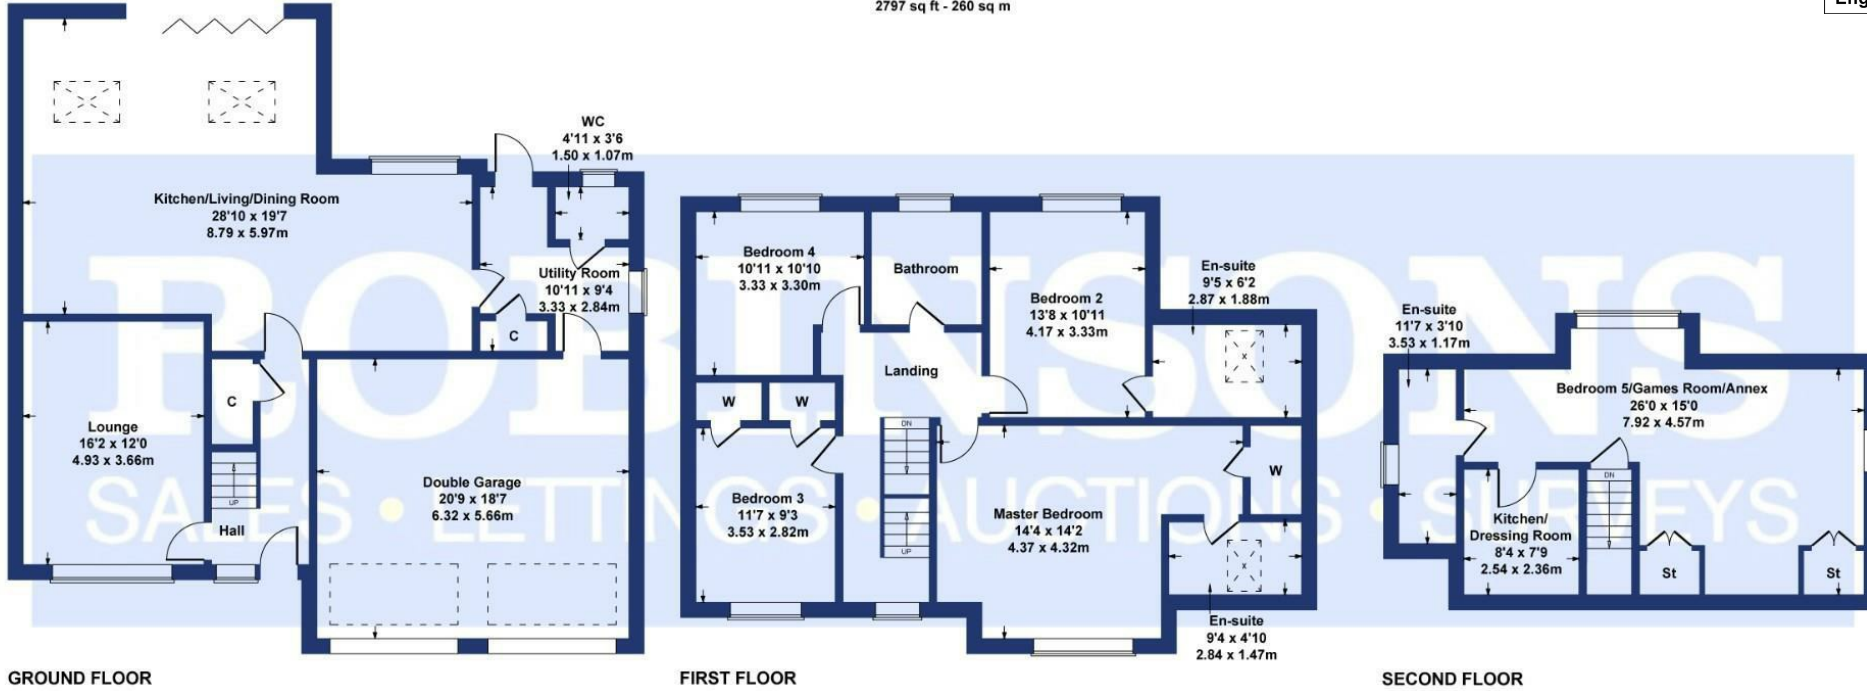 2797 sq ft - 260 sq m
Eng
WC
4'11 x 3'6
1.50 x 1.07m
Kitchen/Living/Dining Room
28'10 x 19'7
8.79 x 5.97m
Utility Room
10'11 x 9'4
3.33 x 2.84m
C
C
Lounge
16'2 x 12'0
4.93 x 3.66m
UP
Hall
Double Garage
20'9 x 18'7
6.32 x 5.66m
GROUND FLOOR
Bedroom 4
10'11 x 10'10
3.33 x 3.30m
Bathroom
Bedroom 2
13'8 x 10'11
4.17 x 3.33m
En-suite
9'5 x 6'2
2.87 x 1.88m
x
Landing
W
W
DN
UP
W
Bedroom 3
11'7 x 9'3
3.53 x 2.82m
Master Bedroom
14'4 x 14'2
4.37 x 4.32m
x
En-suite
9'4 x 4'10
2.84 x 1.47m
FIRST FLOOR
En-suite
11'7 x 3'10
3.53 x 1.17m
Bedroom 5/Games Room/Annex
26'0 x 15'0
7.92 x 4.57m
DN
Kitchen/
Dressing Room
8'4 x 7'9
2.54 x 2.36m
St
St
SECOND FLOOR
ROBINSONS
SALES • LETTINGS • AUCTIONS • SURVEYS